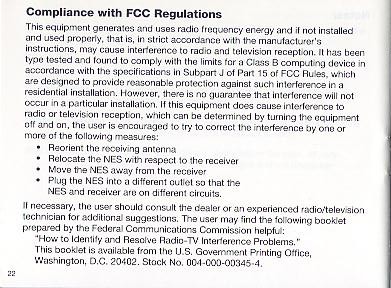 Compliance with FCC Regulations
This equipment generates and uses radio frequency energy and if not installed
and used properly, that is, in strict accordance with the manufacturer's
instructions, may cause interference to radio and television reception. It has been
type tested and found to comply with the limits for a Class B computing device in
accordance with the specifications in Subpart J of Part 15 of FCC Rules, which
are designed to provide reasonable protection against such interference in a
residential installation. However, there is no guarantee that interference will not
occur in a particular installation. If this equipment does cause interference to
radio or television reception, which can be determined by turning the equipment
off and on, the user is encouraged to try to correct the interference by one or
more of the following measures:
• Reorient the receiving antenna
• Relocate the NES with respect to the receiver
• Move the NES away from the receiver
• Plug the NES into a different outlet so that the
NES and receiver are on different circuits.
If necessary, the user should consult the dealer or an experienced radio/television
technician for additional suggestions. The user may find the following booklet
prepared by the Federal Communications Commission helpful:
"How to Identify and Resolve Radio-TV Interference Problems."
This booklet is available from the U.S. Government Printing Office,
Washington, D.C. 20402. Stock No. 004-000-00345-4.
22